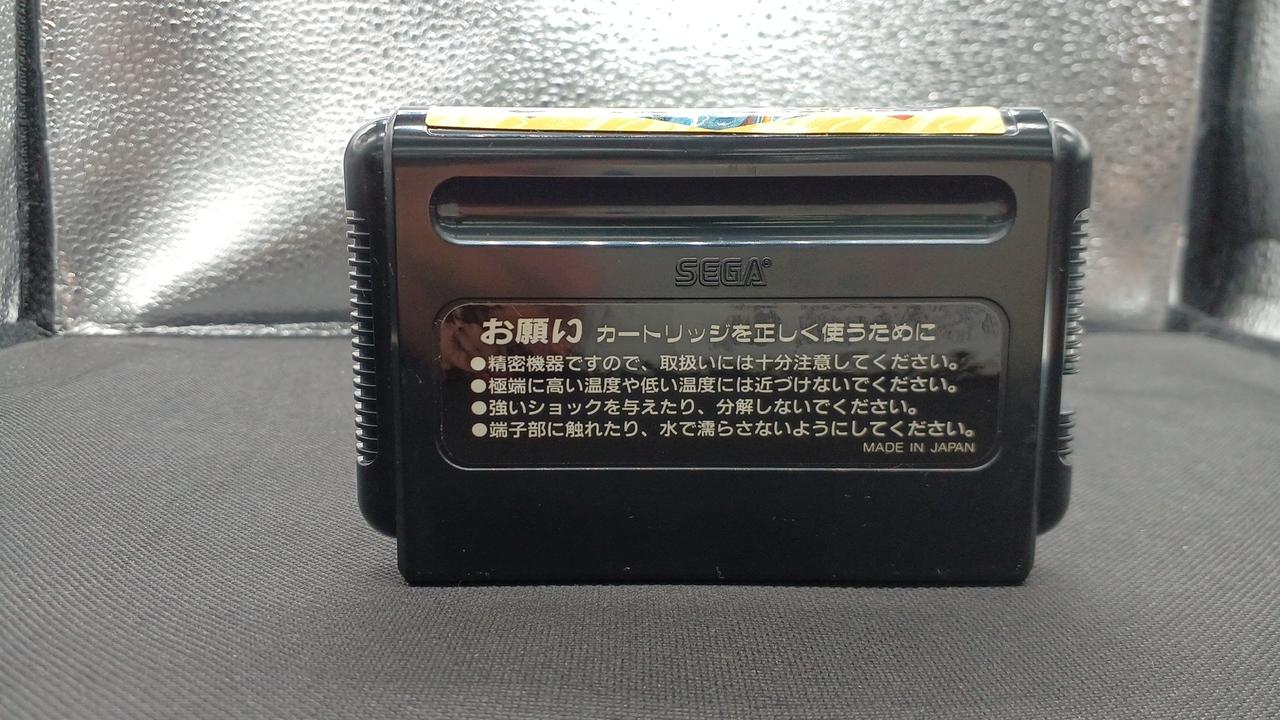 SEGA®
お願い カートリッジを正しく使うために
●精密機器ですので、取扱いには十分注意してください。
●極端に高い温度や低い温度には近づけないでください。
●強いショックを与えたり、分解しないでください。
●端子部に触れたり、水で濡らさないようにしてください。
MADE IN JAPAN